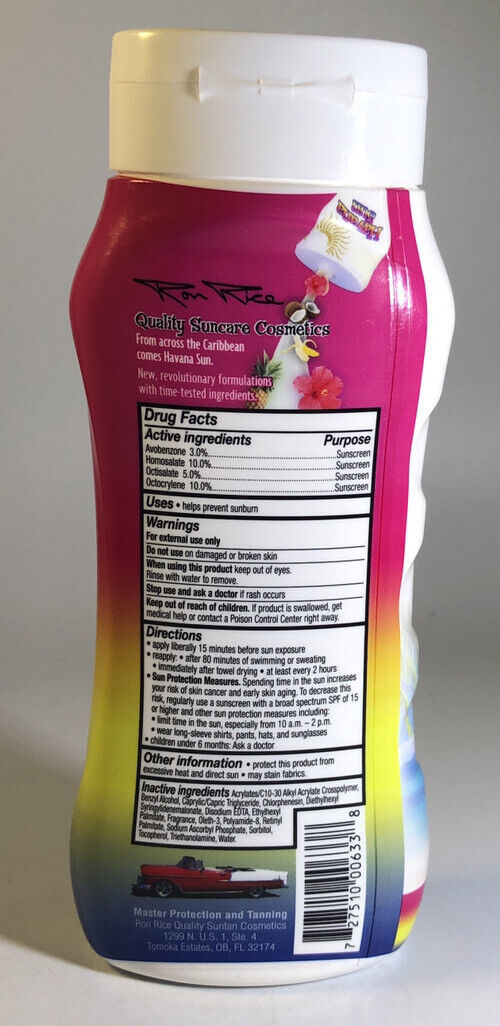 Havana Sun
Ron Rice
Quality Suncare Cosmetics
From across the Caribbean
comes Havana Sun.
New, revolutionary formulations
with time-tested ingredients.
Drug Facts
Active ingredients Purpose
Avobenzone 3.0%........Sunscreen
Homosalate 10.0%........Sunscreen
Octisalate 5.0%........Sunscreen
Octocrylene 10.0%........Sunscreen
Uses • helps prevent sunburn
Warnings
For external use only
Do not use on damaged or broken skin
When using this product keep out of eyes.
Rinse with water to remove.
Stop use and ask a doctor if rash occurs
Keep out of reach of children. If product is swallowed, get
medical help or contact a Poison Control Center right away.
Directions
• apply liberally 15 minutes before sun exposure
• reapply: • after 80 minutes of swimming or sweating
• immediately after towel drying • at least every 2 hours
• Sun Protection Measures. Spending time in the sun increases
your risk of skin cancer and early skin aging. To decrease this
risk, regularly use a sunscreen with a broad spectrum SPF of 15
or higher and other sun protection measures including:
• limit time in the sun, especially from 10 a.m. – 2 p.m.
• wear long-sleeve shirts, pants, hats, and sunglasses
• children under 6 months: Ask a doctor
Other information • protect this product from
excessive heat and direct sun • may stain fabrics.
Inactive ingredients Acrylates/C10-30 Alkyl Acrylate Crosspolymer,
Benzyl Alcohol, Caprylic/Capric Triglyceride, Chlorphenesin, Diethylhexyl
Syringylidenemalonate, Disodium EDTA, Ethylhexyl
Palmitate, Fragrance, Oleth-3, Polyamide-8, Retinyl
Palmitate, Sodium Ascorbyl Phosphate, Sorbitol,
Tocopherol, Triethanolamine, Water.
7 27510 00633 8
Master Protection and Tanning
Ron Rice Quality Suntan Cosmetics
1299 N. U.S. 1, Ste. 4
Tomoka Estates, OB, FL 32174